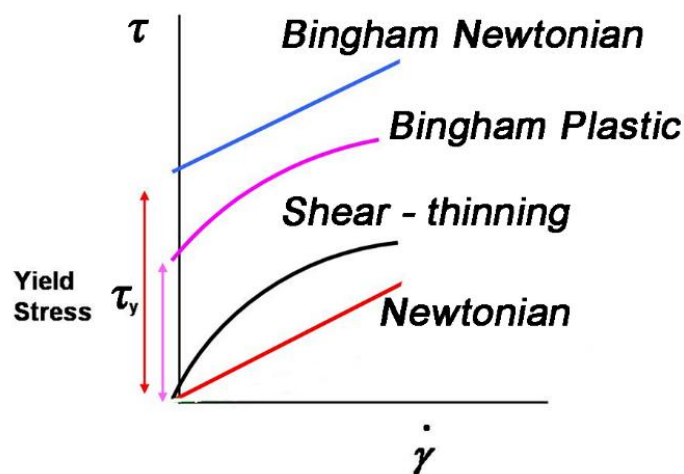 τ
Bingham Newtonian
Bingham Plastic
Shear - thinning
Yield
Stress
τy
Newtonian
γ̇